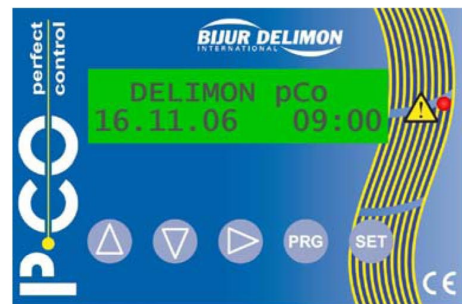 BIJUR DELIMON
INTERNATIONAL
perfect
control
P.CO
DELIMON pCo
16.11.06 09:00
PRG
SET
CE